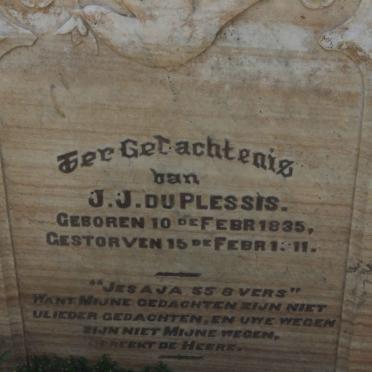 Ter Gedachtenis
van
J.J. DU PLESSIS.
GEBOREN 10 DE FEBR 1835,
GESTORVEN 15 DE FEBR
"JESAJA 55 8 VERS"
WANT MIJNE GEDACHTEN ZIJN NIET
ULIEDER GEDACHTEN, EN UWE WEGEN
ZIJN NIET MIJNE WEGEN,
SPREEKT DE HEERE.